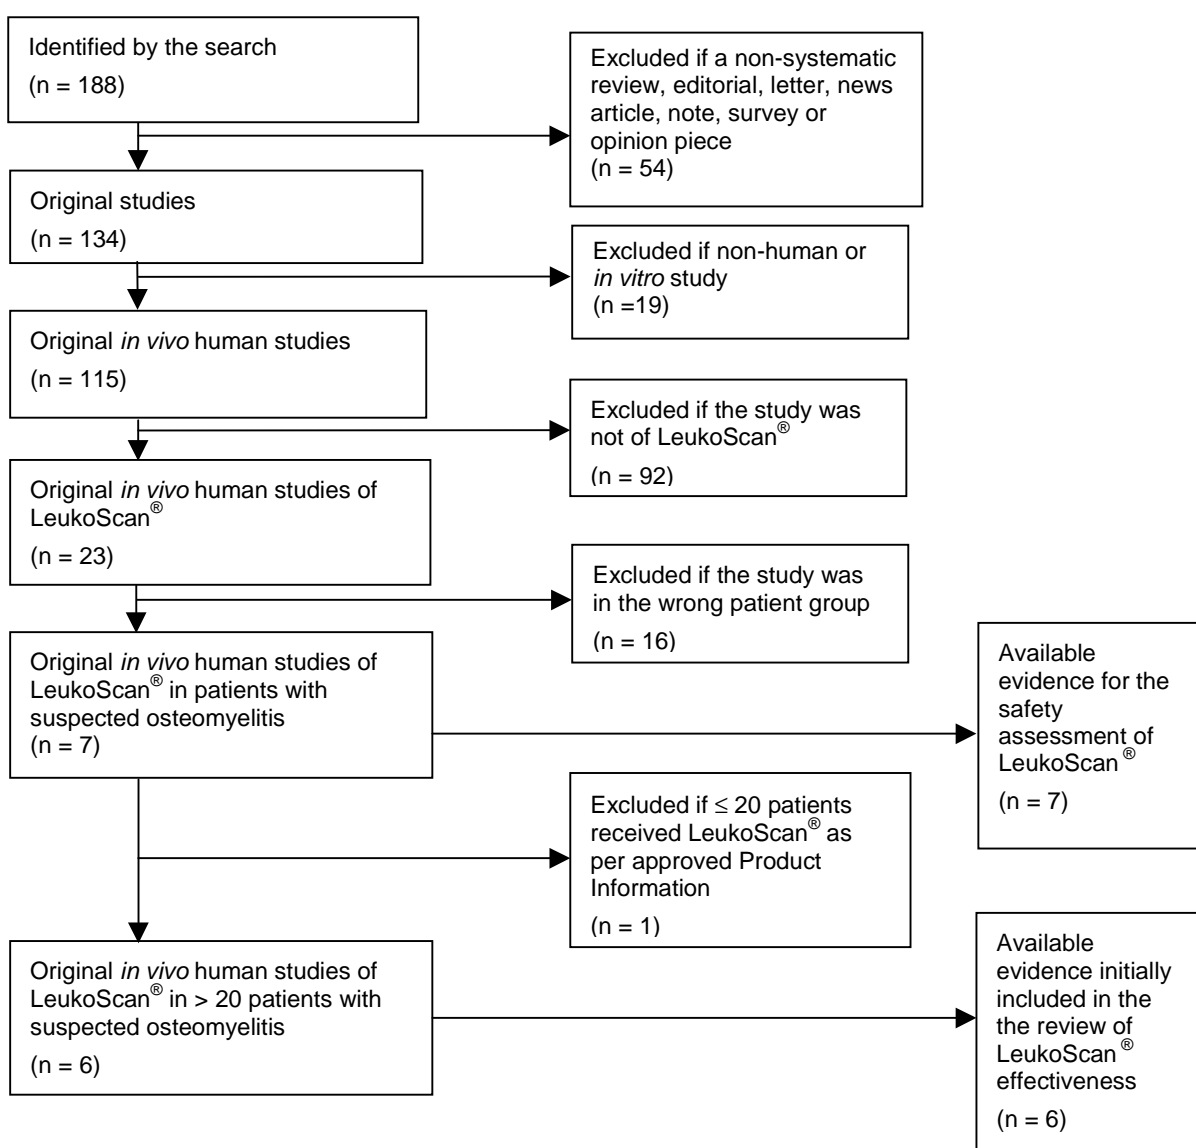 Identified by the search
(n = 188)
Excluded if a non-systematic
review, editorial, letter, news
article, note, survey or
opinion piece
(n = 54)
Original studies
(n = 134)
Excluded if non-human or
in vitro study
(n =19)
Original in vivo human studies
(n = 115)
Excluded if the study was
not of LeukoScan®
(n = 92)
Original in vivo human studies of
LeukoScan®
(n = 23)
Excluded if the study was
in the wrong patient group
(n = 16)
Original in vivo human studies of
LeukoScan® in patients with
suspected osteomyelitis
(n = 7)
Available
evidence for the
safety
assessment of
LeukoScan ®
(n = 7)
Excluded if ≤ 20 patients
received LeukoScan® as
per approved Product
Information
(n = 1)
Original in vivo human studies of
LeukoScan® in > 20 patients with
suspected osteomyelitis
(n = 6)
Available
evidence initially
included in the
the review of
LeukoScan ®
effectiveness
(n = 6)